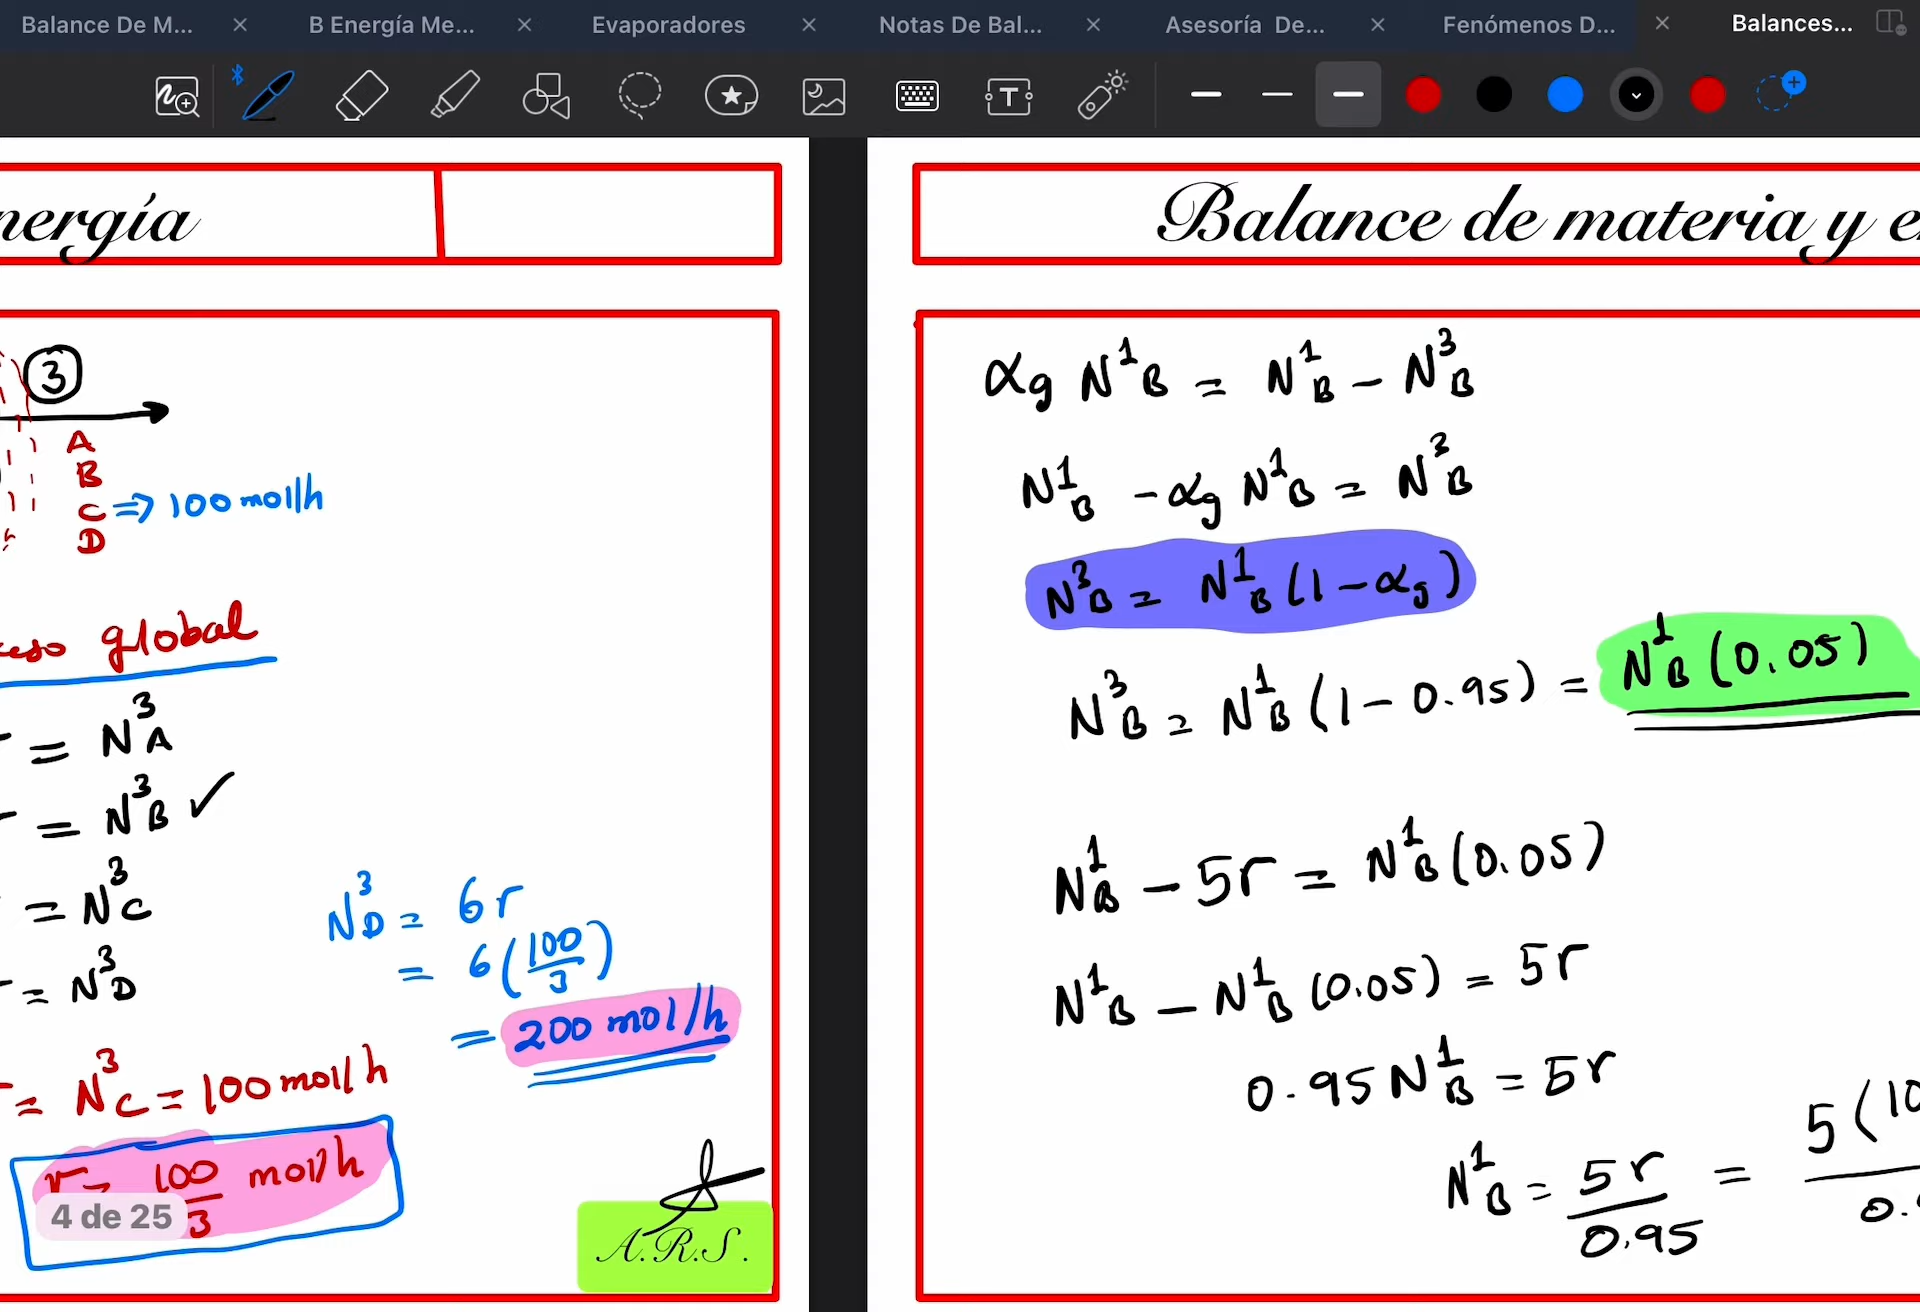 Balance De M...
B Energía Me...
Evaporadores
Notas De Bal...
Asesoría De...
Fenómenos D...
Balances...
T
nergía
3
A
B
C => 100 mol/h
D
eso global
r = N³A
r = N³B ✓
= N³C
r = N³D
r = N³C = 100 mol/h
r = 100/3 mol/h
4 de 25
N³D = 6r
= 6(100/3)
= 200 mol/h
A.R.S.
Balance de materia y e
αg N¹B = N¹B - N³B
N¹B - αg N¹B = N³B
N³B = N¹B (1 - αg)
N³B = N¹B (1 - 0.95) = N¹B (0.05)
N¹B - 5r = N¹B (0.05)
N¹B - N¹B (0.05) = 5r
0.95 N¹B = 5r
N¹B = 5r/0.95 = 5(10/0.